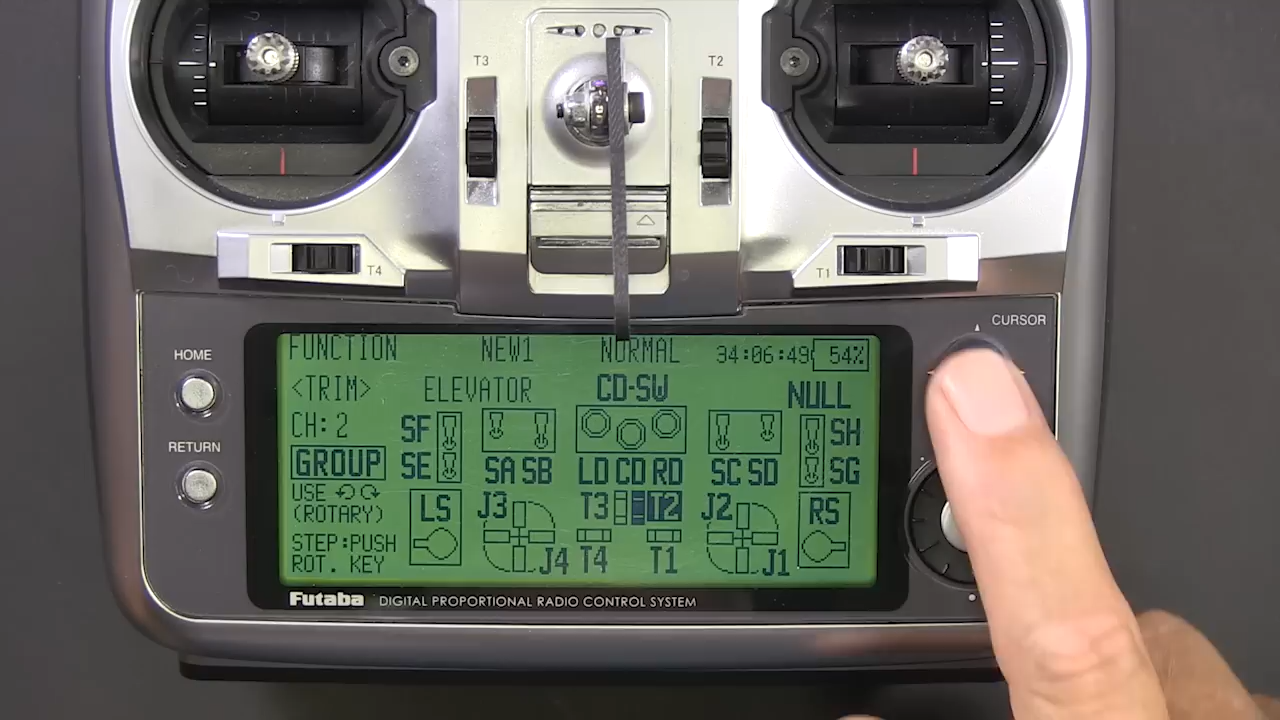 T3
T2
T4
T1
CURSOR
HOME
RETURN
FUNCTION NEW1 NORMAL 34:06:49 54%
<TRIM> ELEVATOR CD-SW NULL
CH: 2 SF SH
GROUP SE SA SB LD CD RD SC SD SG
USE
(ROTARY) LS J3 T3 T2 J2 RS
STEP:PUSH
ROT. KEY J4 T4 T1 J1
Futaba DIGITAL PROPORTIONAL RADIO CONTROL SYSTEM